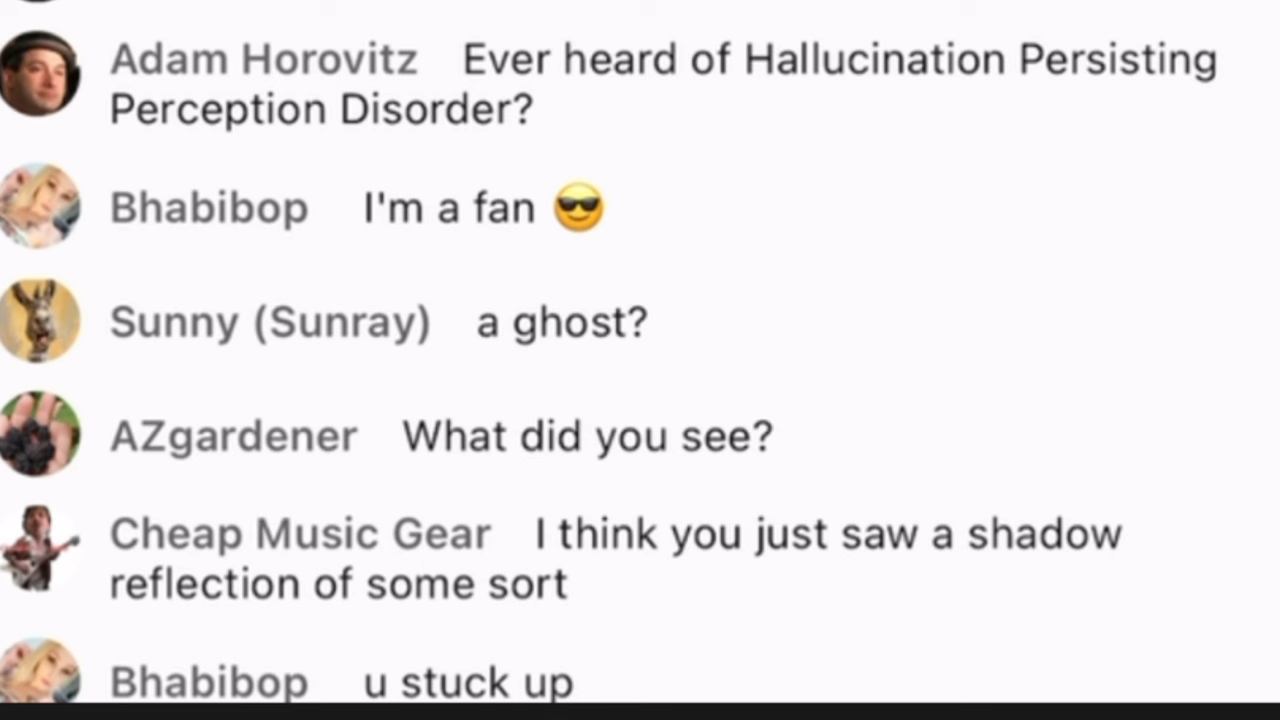 Adam Horovitz Ever heard of Hallucination Persisting
Perception Disorder?
Bhabibop I'm a fan 😎
Sunny (Sunray) a ghost?
AZgardener What did you see?
Cheap Music Gear I think you just saw a shadow
reflection of some sort
Bhabibop u stuck up